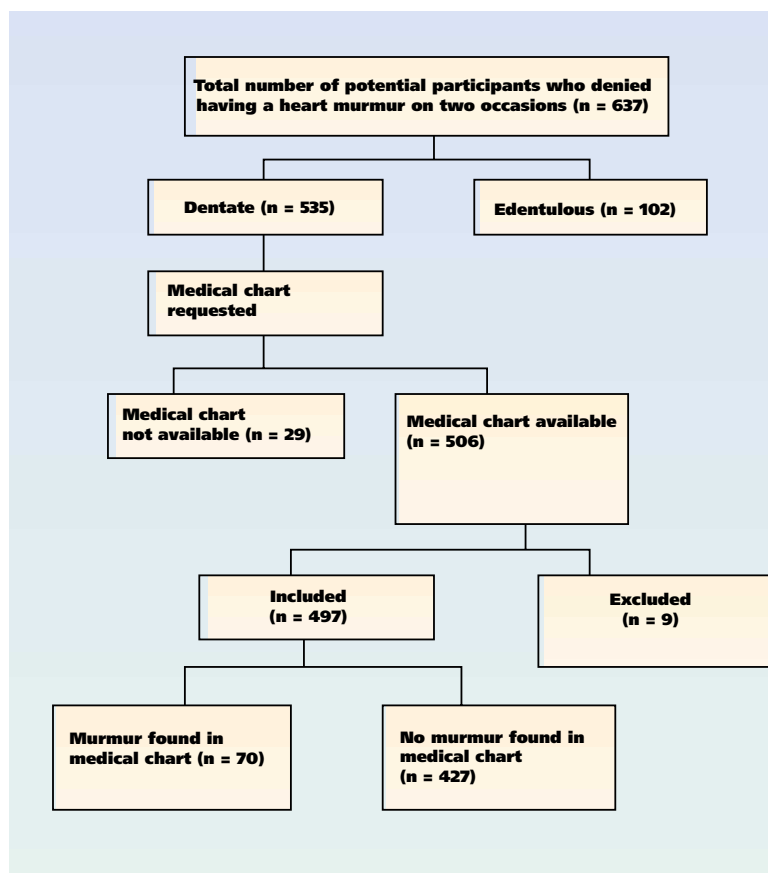 Total number of potential participants who denied
having a heart murmur on two occasions (n = 637)
Dentate (n = 535)
Edentulous (n = 102)
Medical chart
requested
Medical chart
not available (n = 29)
Medical chart available
(n = 506)
Included
(n = 497)
Excluded
(n = 9)
Murmur found in
medical chart (n = 70)
No murmur found in
medical chart
(n = 427)